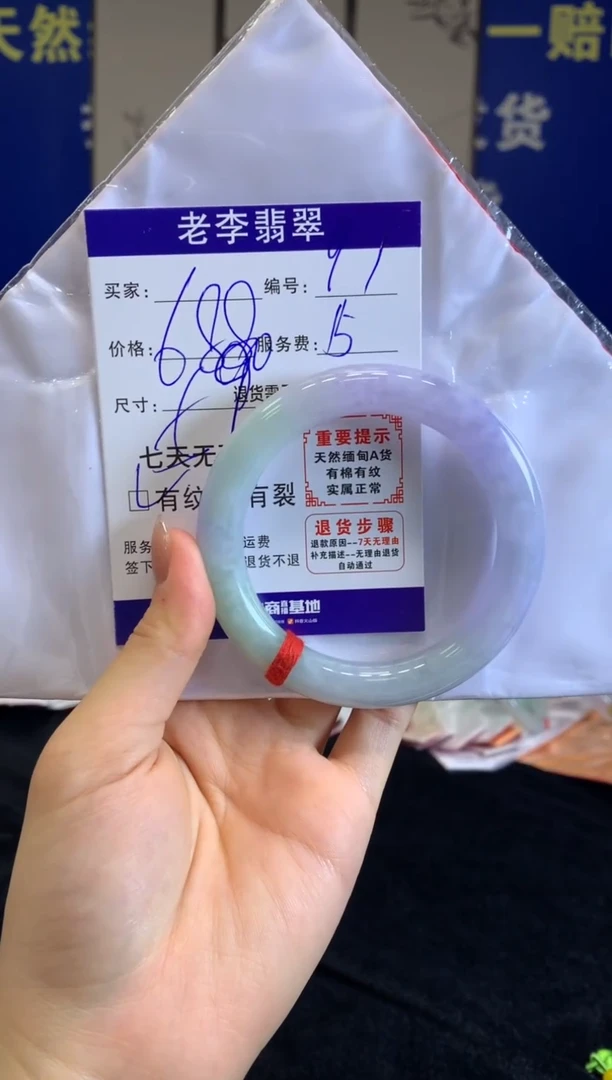 天然
一赔
货
老李翡翠
买家：
编号：
价格：
服务费：15
尺寸：
退货需
七天无
□有纹 有裂
服务 运费
签下 退货不退
商 基地
重要提示
天然缅甸A货
有棉有纹
实属正常
退货步骤
退款原因--7天无理由
补充描述--无理由退货
自动通过